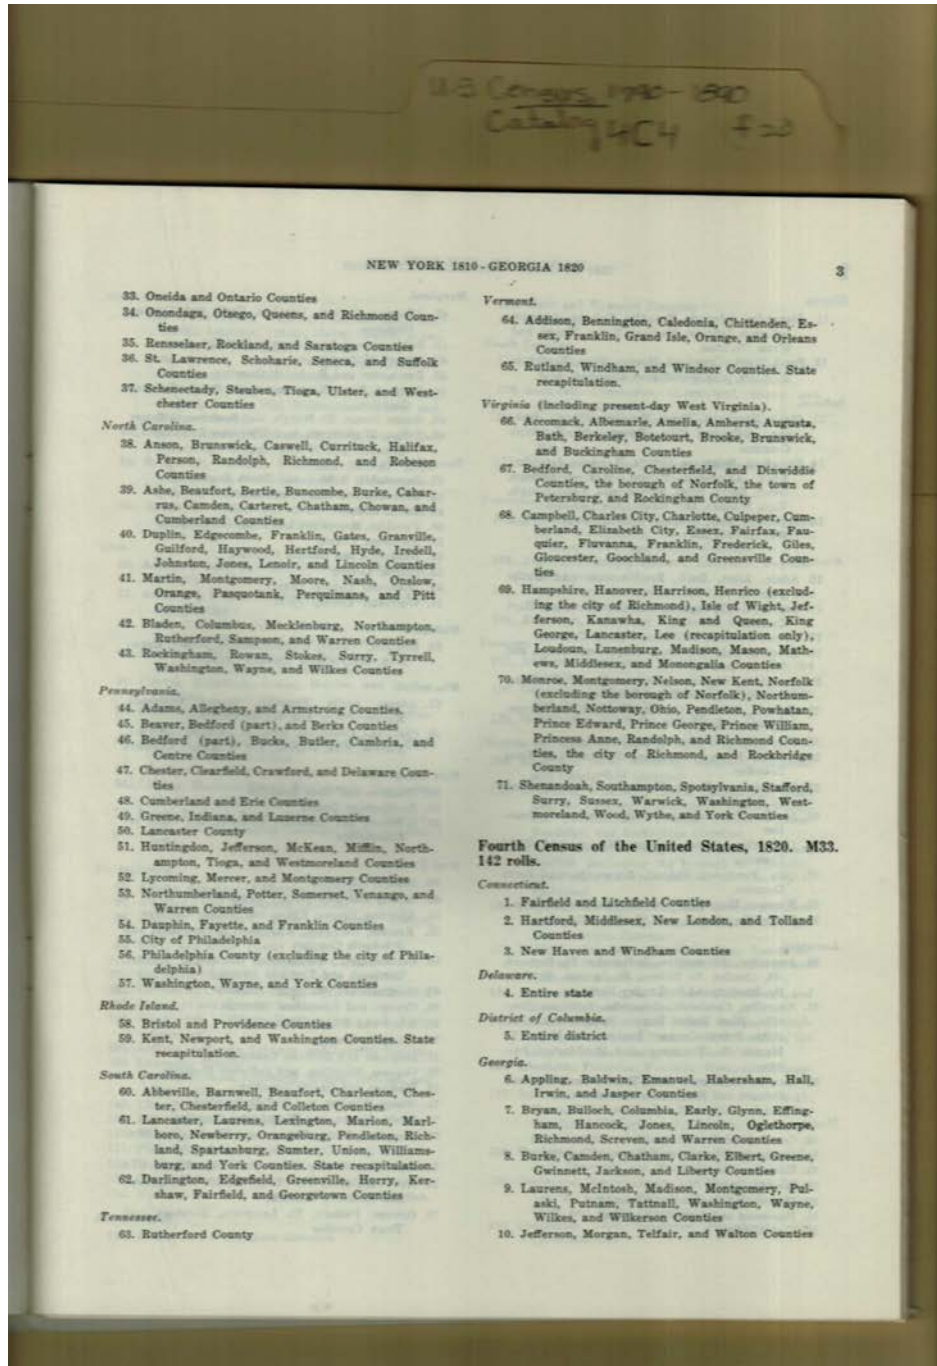 U.S Census 1790-1890
Catalog 4C4 f20
NEW YORK 1810-GEORGIA 1820
3
33. Oneida and Ontario Counties
34. Onondaga, Otsego, Queens, and Richmond Coun-
ties
35. Rensselaer, Rockland, and Saratoga Counties
36. St. Lawrence, Schoharie, Seneca, and Suffolk
Counties
37. Schenectady, Steuben, Tioga, Ulster, and West-
chester Counties
North Carolina.
38. Anson, Brunswick, Caswell, Currituck, Halifax,
Person, Randolph, Richmond, and Robeson
Counties
39. Ashe, Beaufort, Bertie, Buncombe, Burke, Cabar-
rus, Camden, Carteret, Chatham, Chowan, and
Cumberland Counties
40. Duplin, Edgecombe, Franklin, Gates, Granville,
Guilford, Haywood, Hertford, Hyde, Iredell,
Johnston, Jones, Lenoir, and Lincoln Counties
41. Martin, Montgomery, Moore, Nash, Onslow,
Orange, Pasquotank, Perquimans, and Pitt
Counties
42. Bladen, Columbus, Mecklenburg, Northampton,
Rutherford, Sampson, and Warren Counties
43. Rockingham, Rowan, Stokes, Surry, Tyrrell,
Washington, Wayne, and Wilkes Counties
Pennsylvania.
44. Adams, Allegheny, and Armstrong Counties.
45. Beaver, Bedford (part), and Berks Counties
46. Bedford (part), Bucks, Butler, Cambria, and
Centre Counties
47. Chester, Clearfield, Crawford, and Delaware Coun-
ties
48. Cumberland and Erie Counties
49. Greene, Indiana, and Luzerne Counties
50. Lancaster County
51. Huntingdon, Jefferson, McKean, Mifflin, North-
ampton, Tioga, and Westmoreland Counties
52. Lycoming, Mercer, and Montgomery Counties
53. Northumberland, Potter, Somerset, Venango, and
Warren Counties
54. Dauphin, Fayette, and Franklin Counties
55. City of Philadelphia
56. Philadelphia County (excluding the city of Phila-
delphia)
57. Washington, Wayne, and York Counties
Rhode Island.
58. Bristol and Providence Counties
59. Kent, Newport, and Washington Counties. State
recapitulation.
South Carolina.
60. Abbeville, Barnwell, Beaufort, Charleston, Ches-
ter, Chesterfield, and Colleton Counties
61. Lancaster, Laurens, Lexington, Marion, Marl-
boro, Newberry, Orangeburg, Pendleton, Rich-
land, Spartanburg, Sumter, Union, Williams-
burg, and York Counties. State recapitulation.
62. Darlington, Edgefield, Greenville, Horry, Ker-
shaw, Fairfield, and Georgetown Counties
Tennessee.
63. Rutherford County
Vermont.
64. Addison, Bennington, Caledonia, Chittenden, Es-
sex, Franklin, Grand Isle, Orange, and Orleans
Counties
65. Rutland, Windham, and Windsor Counties. State
recapitulation.
Virginia (including present-day West Virginia).
66. Accomack, Albemarle, Amelia, Amherst, Augusta,
Bath, Berkeley, Botetourt, Brooke, Brunswick,
and Buckingham Counties
67. Bedford, Caroline, Chesterfield, and Dinwiddie
Counties, the borough of Norfolk, the town of
Petersburg, and Rockingham County
68. Campbell, Charles City, Charlotte, Culpeper, Cum-
berland, Elizabeth City, Essex, Fairfax, Fau-
quier, Fluvanna, Franklin, Frederick, Giles,
Gloucester, Goochland, and Greensville Coun-
ties
69. Hampshire, Hanover, Harrison, Henrico (exclud-
ing the city of Richmond), Isle of Wight, Jef-
ferson, Kanawha, King and Queen, King
George, Lancaster, Lee (recapitulation only),
Loudoun, Lunenburg, Madison, Mason, Math-
ews, Middlesex, and Monongalia Counties
70. Monroe, Montgomery, Nelson, New Kent, Norfolk
(excluding the borough of Norfolk), Northum-
berland, Nottoway, Ohio, Pendleton, Powhatan,
Prince Edward, Prince George, Prince William,
Princess Anne, Randolph, and Richmond Coun-
ties, the city of Richmond, and Rockbridge
County
71. Shenandoah, Southampton, Spotsylvania, Stafford,
Surry, Sussex, Warwick, Washington, West-
moreland, Wood, Wythe, and York Counties
Fourth Census of the United States, 1820. M33.
142 rolls.
Connecticut.
1. Fairfield and Litchfield Counties
2. Hartford, Middlesex, New London, and Tolland
Counties
3. New Haven and Windham Counties
Delaware.
4. Entire state
District of Columbia.
5. Entire district
Georgia.
6. Appling, Baldwin, Emanuel, Habersham, Hall,
Irwin, and Jasper Counties
7. Bryan, Bulloch, Columbia, Early, Glynn, Effing-
ham, Hancock, Jones, Lincoln, Oglethorpe,
Richmond, Screven, and Warren Counties
8. Burke, Camden, Chatham, Clarke, Elbert, Greene,
Gwinnett, Jackson, and Liberty Counties
9. Laurens, McIntosh, Madison, Montgomery, Pul-
aski, Putnam, Tattnall, Washington, Wayne,
Wilkes, and Wilkerson Counties
10. Jefferson, Morgan, Telfair, and Walton Counties